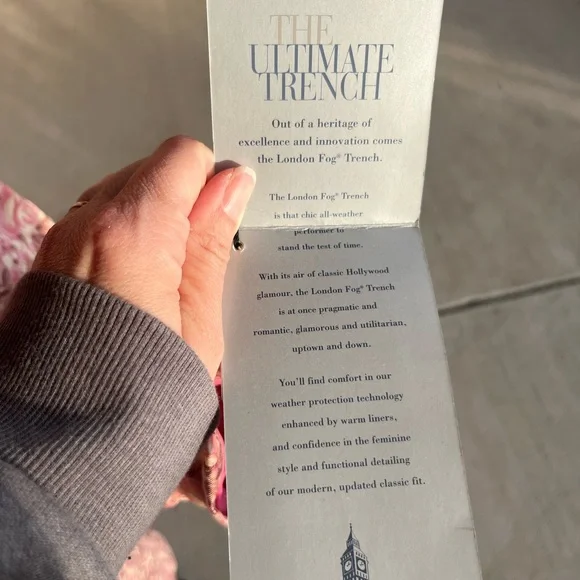 THE
ULTIMATE
TRENCH
Out of a heritage of
excellence and innovation comes
the London Fog® Trench.
The London Fog® Trench
is that chic all-weather
performer to
stand the test of time.
With its air of classic Hollywood
glamour, the London Fog® Trench
is at once pragmatic and
romantic, glamorous and utilitarian,
uptown and down.
You'll find comfort in our
weather protection technology
enhanced by warm liners,
and confidence in the feminine
style and functional detailing
of our modern, updated classic fit.